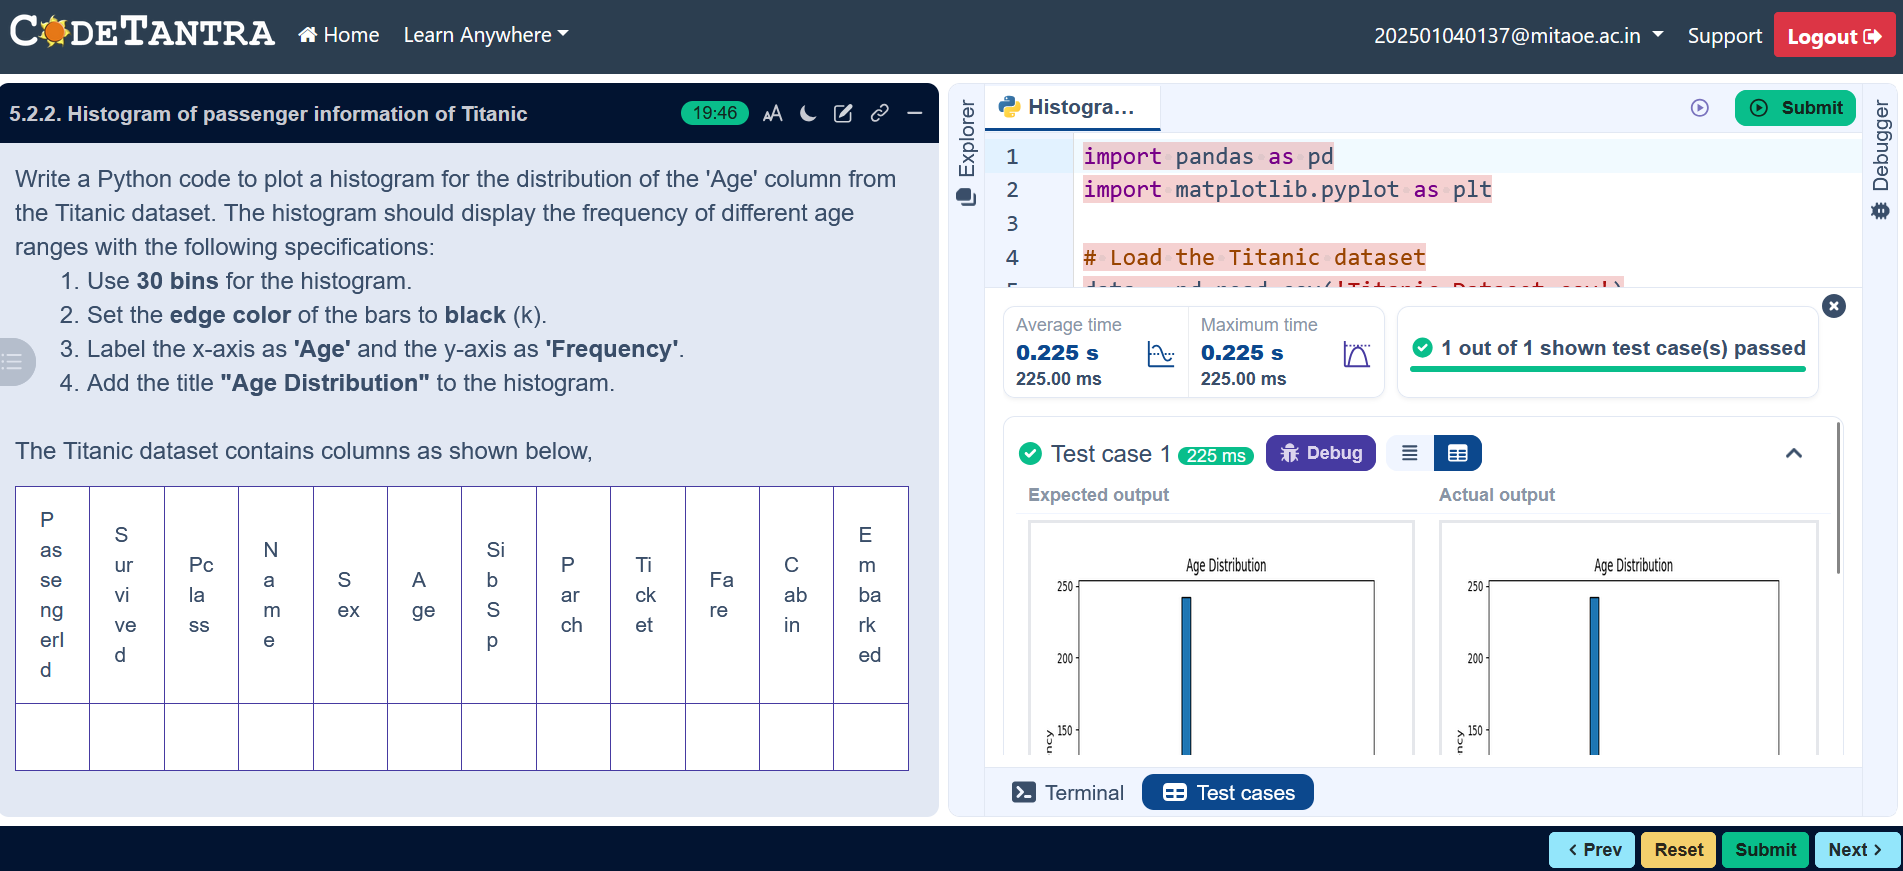 CODETANTRA
Home
Learn Anywhere
202501040137@mitaoe.ac.in
Support
Logout
5.2.2. Histogram of passenger information of Titanic
19:46
Write a Python code to plot a histogram for the distribution of the 'Age' column from
the Titanic dataset. The histogram should display the frequency of different age
ranges with the following specifications:
1. Use 30 bins for the histogram.
2. Set the edge color of the bars to black (k).
3. Label the x-axis as 'Age' and the y-axis as 'Frequency'.
4. Add the title "Age Distribution" to the histogram.
The Titanic dataset contains columns as shown below,
P
as
se
ng
erI
d
S
ur
vi
ve
d
Pc
la
ss
N
a
m
e
S
ex
A
ge
Si
b
S
p
P
ar
ch
Ti
ck
et
Fa
re
C
ab
in
E
m
ba
rk
ed
Explorer
Histogra...
Submit
Debugger
1 import pandas as pd
2 import matplotlib.pyplot as plt
3
4 # Load the Titanic dataset
5 data = pd.read_csv('Titanic-Dataset.csv')
Average time
0.225 s
225.00 ms
Maximum time
0.225 s
225.00 ms
1 out of 1 shown test case(s) passed
Test case 1
225 ms
Debug
Expected output
Actual output
Age Distribution
250
200
150
ncy
Age Distribution
250
200
150
ncy
Terminal
Test cases
< Prev
Reset
Submit
Next >